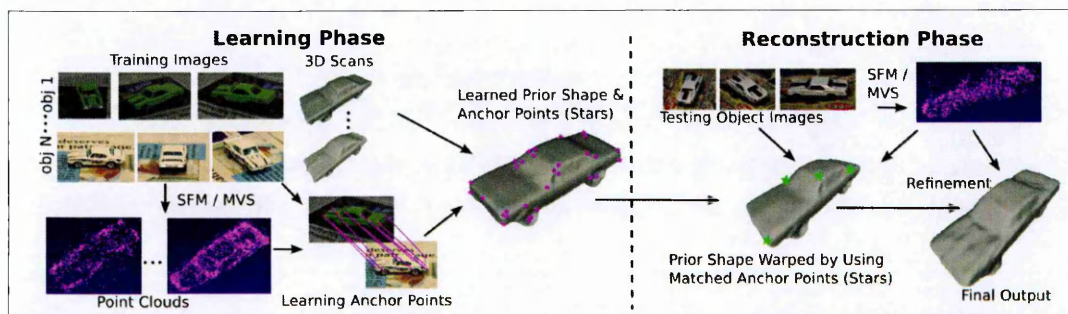 Learning Phase
Training Images
3D Scans
obj N···obj 1
SFM / MVS
Point Clouds
Learning Anchor Points
Learned Prior Shape &
Anchor Points (Stars)
Reconstruction Phase
Testing Object Images
SFM /
MVS
Refinement
Prior Shape Warped by Using
Matched Anchor Points (Stars)
Final Output